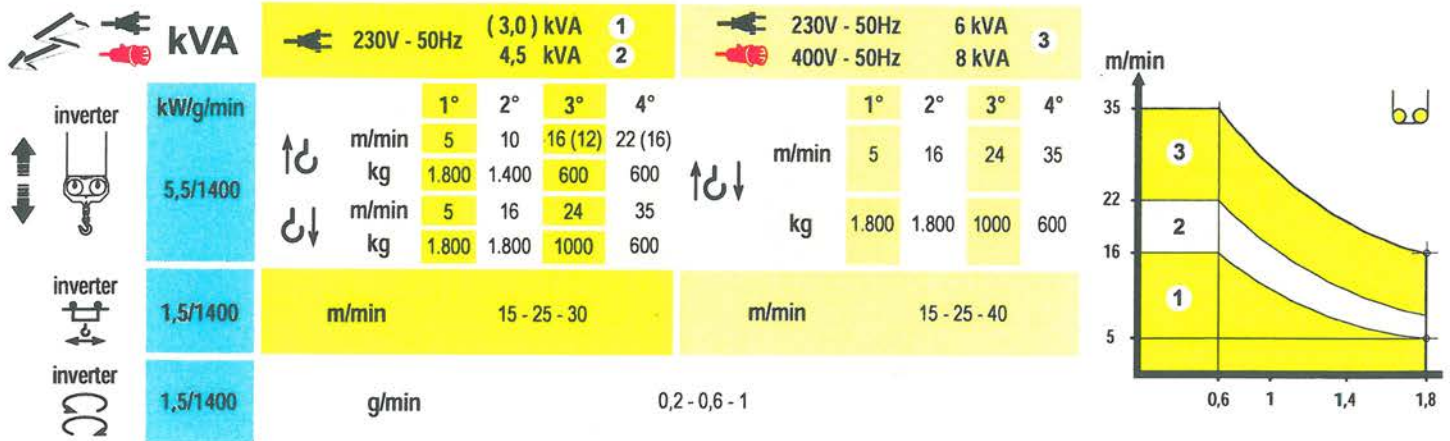 kVA
230V - 50Hz
( 3,0 ) kVA 1
4,5 kVA 2
230V - 50Hz 6 kVA
400V - 50Hz 8 kVA
3
inverter
kW/g/min
5,5/1400
1° 2° 3° 4°
m/min 5 10 16 (12) 22 (16)
kg 1.800 1.400 600 600
m/min 5 16 24 35
kg 1.800 1.800 1000 600
1° 2° 3° 4°
m/min 5 16 24 35
kg 1.800 1.800 1000 600
inverter
1,5/1400
m/min 15 - 25 - 30
m/min 15 - 25 - 40
inverter
1,5/1400
g/min 0,2 - 0,6 - 1
m/min
35
3
22
2
16
1
5
0,6 1 1,4 1,8